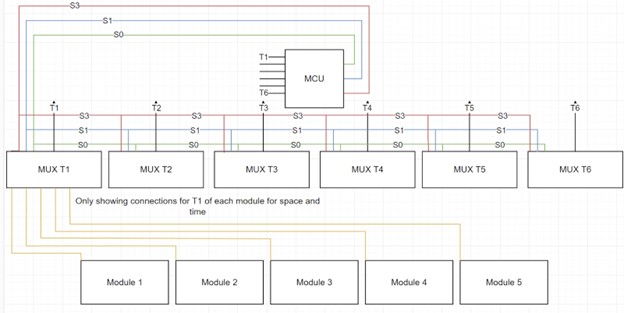 S3
S1
S0
T1
MCU
T6
T1 T2 T3 T4 T5 T6
S3 S3 S3 S3 S3
S1 S1 S1 S1 S1
S0 S0 S0 S0 S0
MUX T1 MUX T2 MUX T3 MUX T4 MUX T5 MUX T6
Only showing connections for T1 of each module for space and
time
Module 1 Module 2 Module 3 Module 4 Module 5